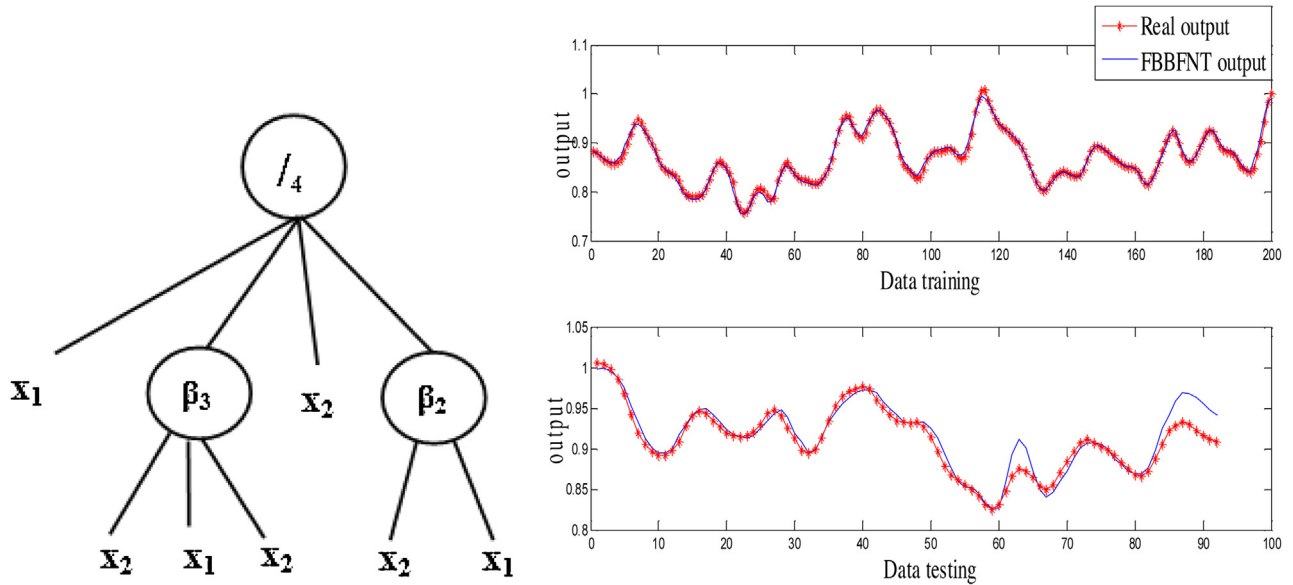 /₄
x₁
β₃
x₂
β₂
x₂
x₁
x₂
x₂
x₁
Real output
FBBFNT output
1.1
1
0.9
0.8
0.7
output
0
20
40
60
80
100
120
140
160
180
200
Data training
1.05
1
0.95
0.9
0.85
0.8
output
0
10
20
30
40
50
60
70
80
90
100
Data testing